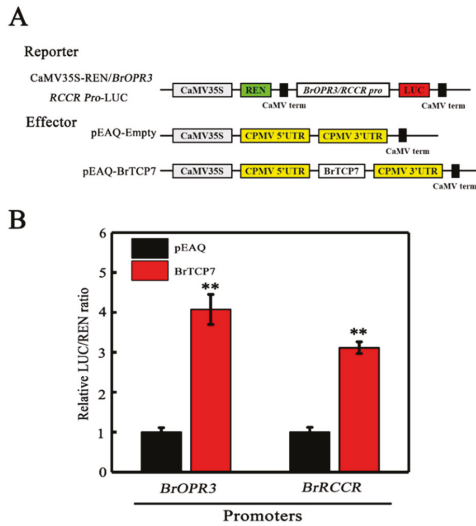 A
Reporter
CaMV35S-REN/BrOPR3
RCCR Pro-LUC
CaMV35S REN BrOPR3/RCCR pro LUC
CaMV term CaMV term
Effector
pEAQ-Empty CaMV35S CPMV 5'UTR CPMV 3'UTR
CaMV term
pEAQ-BrTCP7 CaMV35S CPMV 5'UTR BrTCP7 CPMV 3'UTR
CaMV term
B
Relative LUC/REN ratio
6
5
4
3
2
1
0
pEAQ
BrTCP7
**
**
BrOPR3 BrRCCR
Promoters